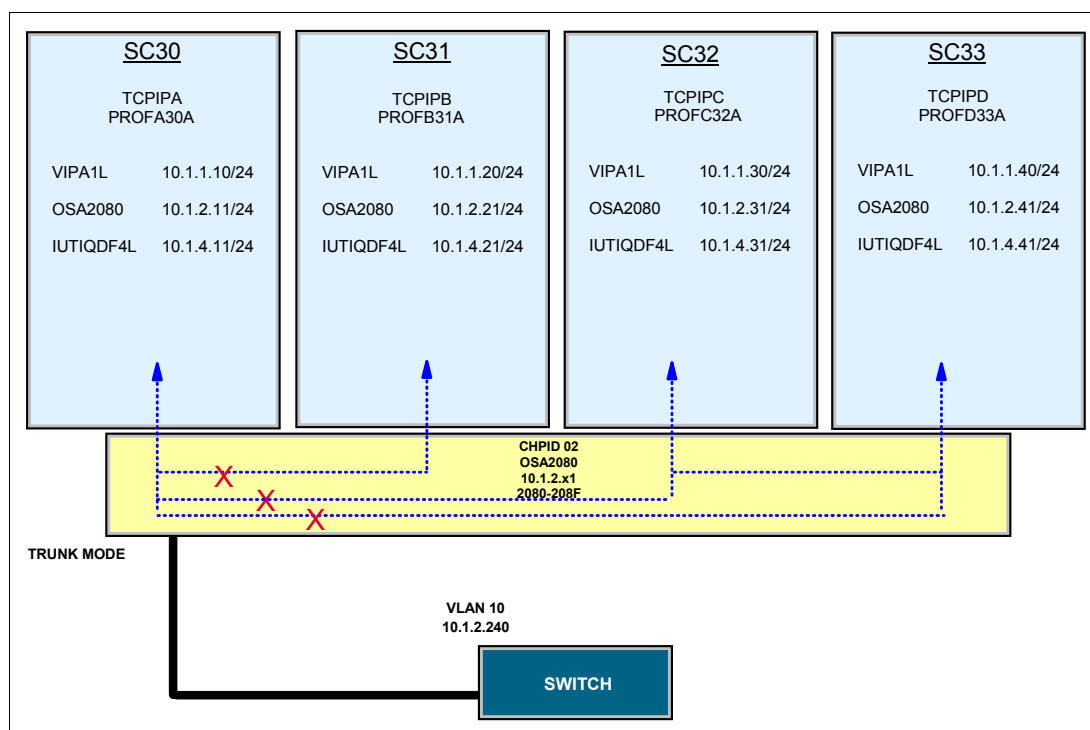 SC30
TCPIPA
PROFA30A
VIPA1L 10.1.1.10/24
OSA2080 10.1.2.11/24
IUTIQDF4L 10.1.4.11/24
SC31
TCPIPB
PROFB31A
VIPA1L 10.1.1.20/24
OSA2080 10.1.2.21/24
IUTIQDF4L 10.1.4.21/24
SC32
TCPIPC
PROFC32A
VIPA1L 10.1.1.30/24
OSA2080 10.1.2.31/24
IUTIQDF4L 10.1.4.31/24
SC33
TCPIPD
PROFD33A
VIPA1L 10.1.1.40/24
OSA2080 10.1.2.41/24
IUTIQDF4L 10.1.4.41/24
CHPID 02
OSA2080
10.1.2.x1
2080-208F
X
X
X
TRUNK MODE
VLAN 10
10.1.2.240
SWITCH